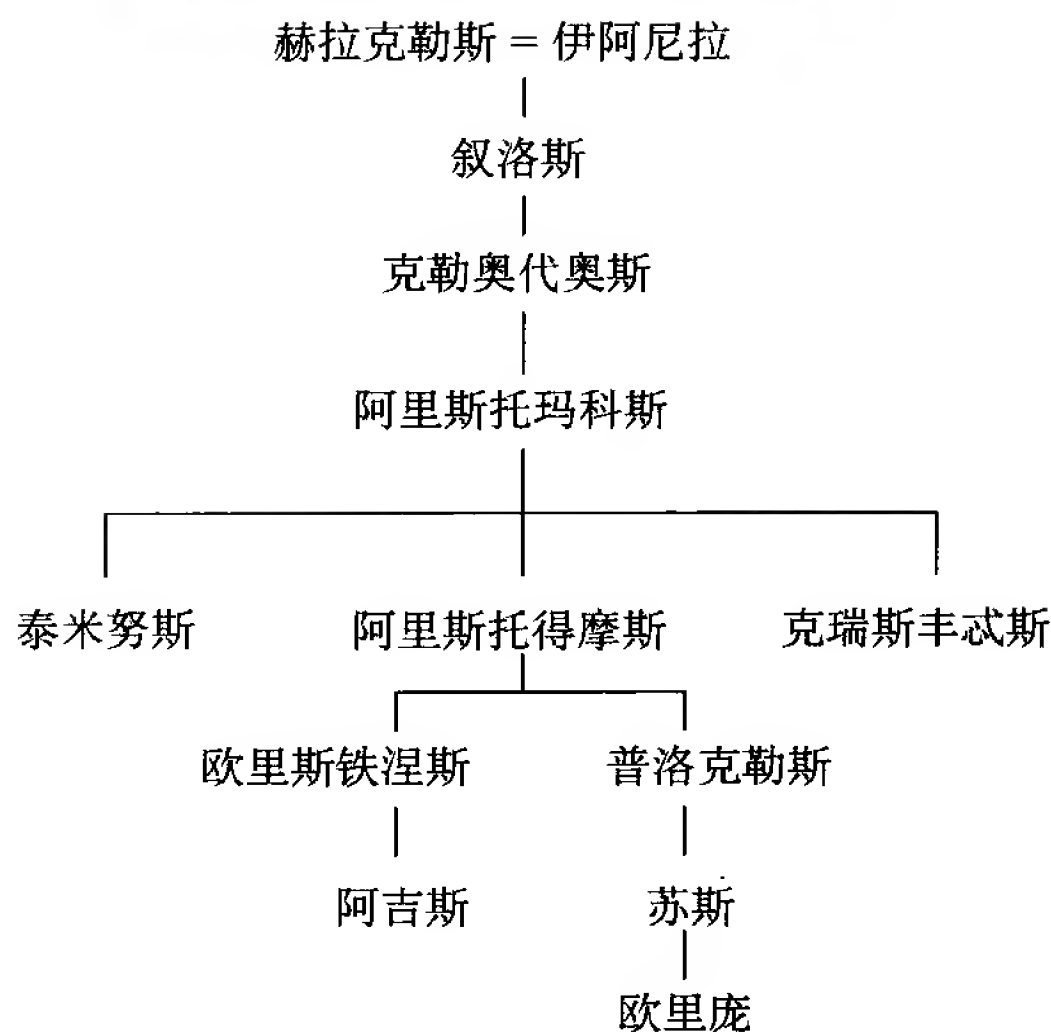 赫拉克勒斯 = 伊阿尼拉
叙洛斯
克勒奥代奥斯
阿里斯托玛科斯
泰米努斯 阿里斯托得摩斯 克瑞斯丰忒斯
欧里斯铁涅斯 普洛克勒斯
阿吉斯 苏斯
欧里庞